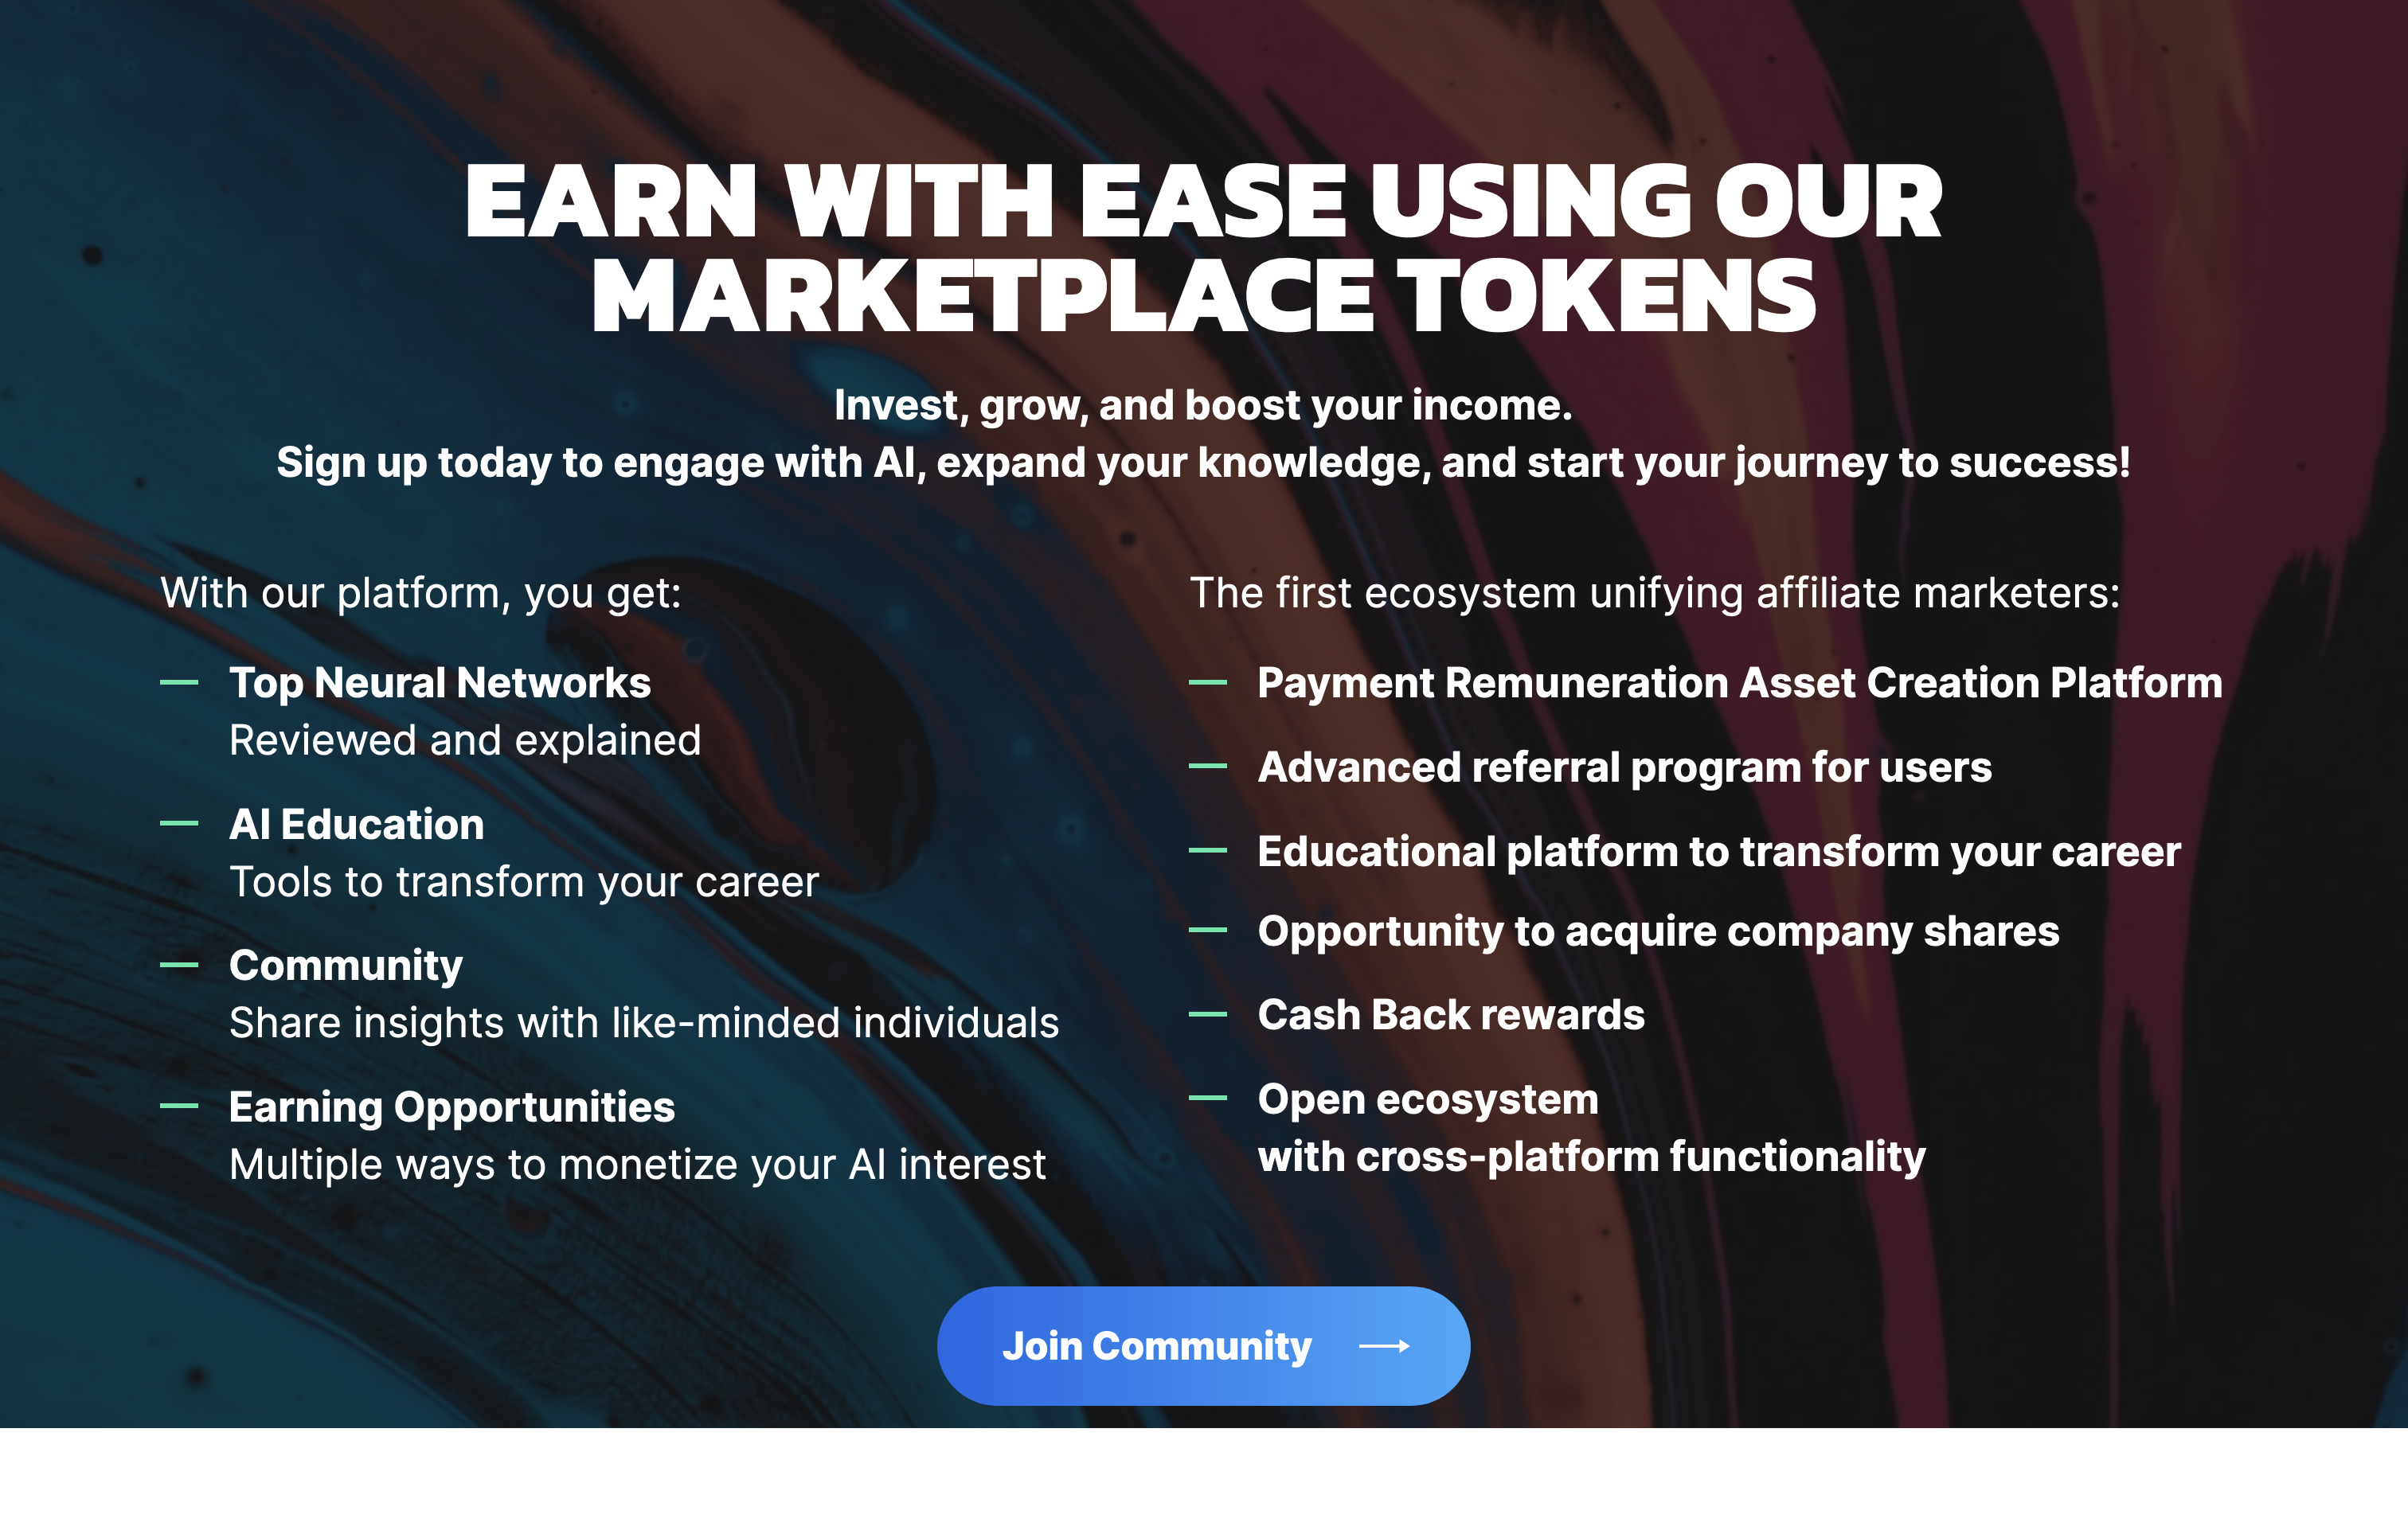 EARN WITH EASE USING OUR
MARKETPLACE TOKENS
Invest, grow, and boost your income.
Sign up today to engage with AI, expand your knowledge, and start your journey to success!
With our platform, you get:
Top Neural Networks
Reviewed and explained
AI Education
Tools to transform your career
Community
Share insights with like-minded individuals
Earning Opportunities
Multiple ways to monetize your AI interest
The first ecosystem unifying affiliate marketers:
Payment Remuneration Asset Creation Platform
Advanced referral program for users
Educational platform to transform your career
Opportunity to acquire company shares
Cash Back rewards
Open ecosystem
with cross-platform functionality
Join Community